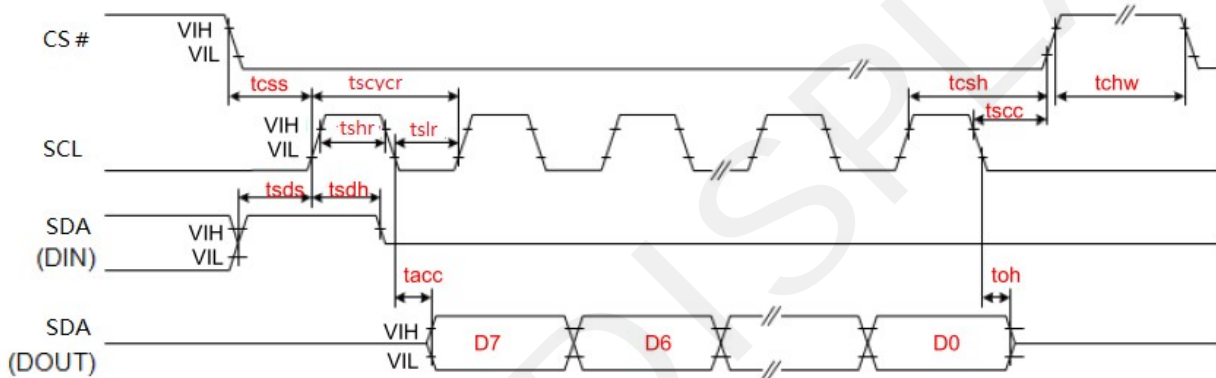 CS #
VIH
VIL
tcss
tscycr
tcsh
tchw
tscc
SCL
VIH
VIL
tshr
tslr
tsds
tsdh
SDA
(DIN)
VIH
VIL
tacc
toh
SDA
(DOUT)
VIH
VIL
D7
D6
D0
DISPLA